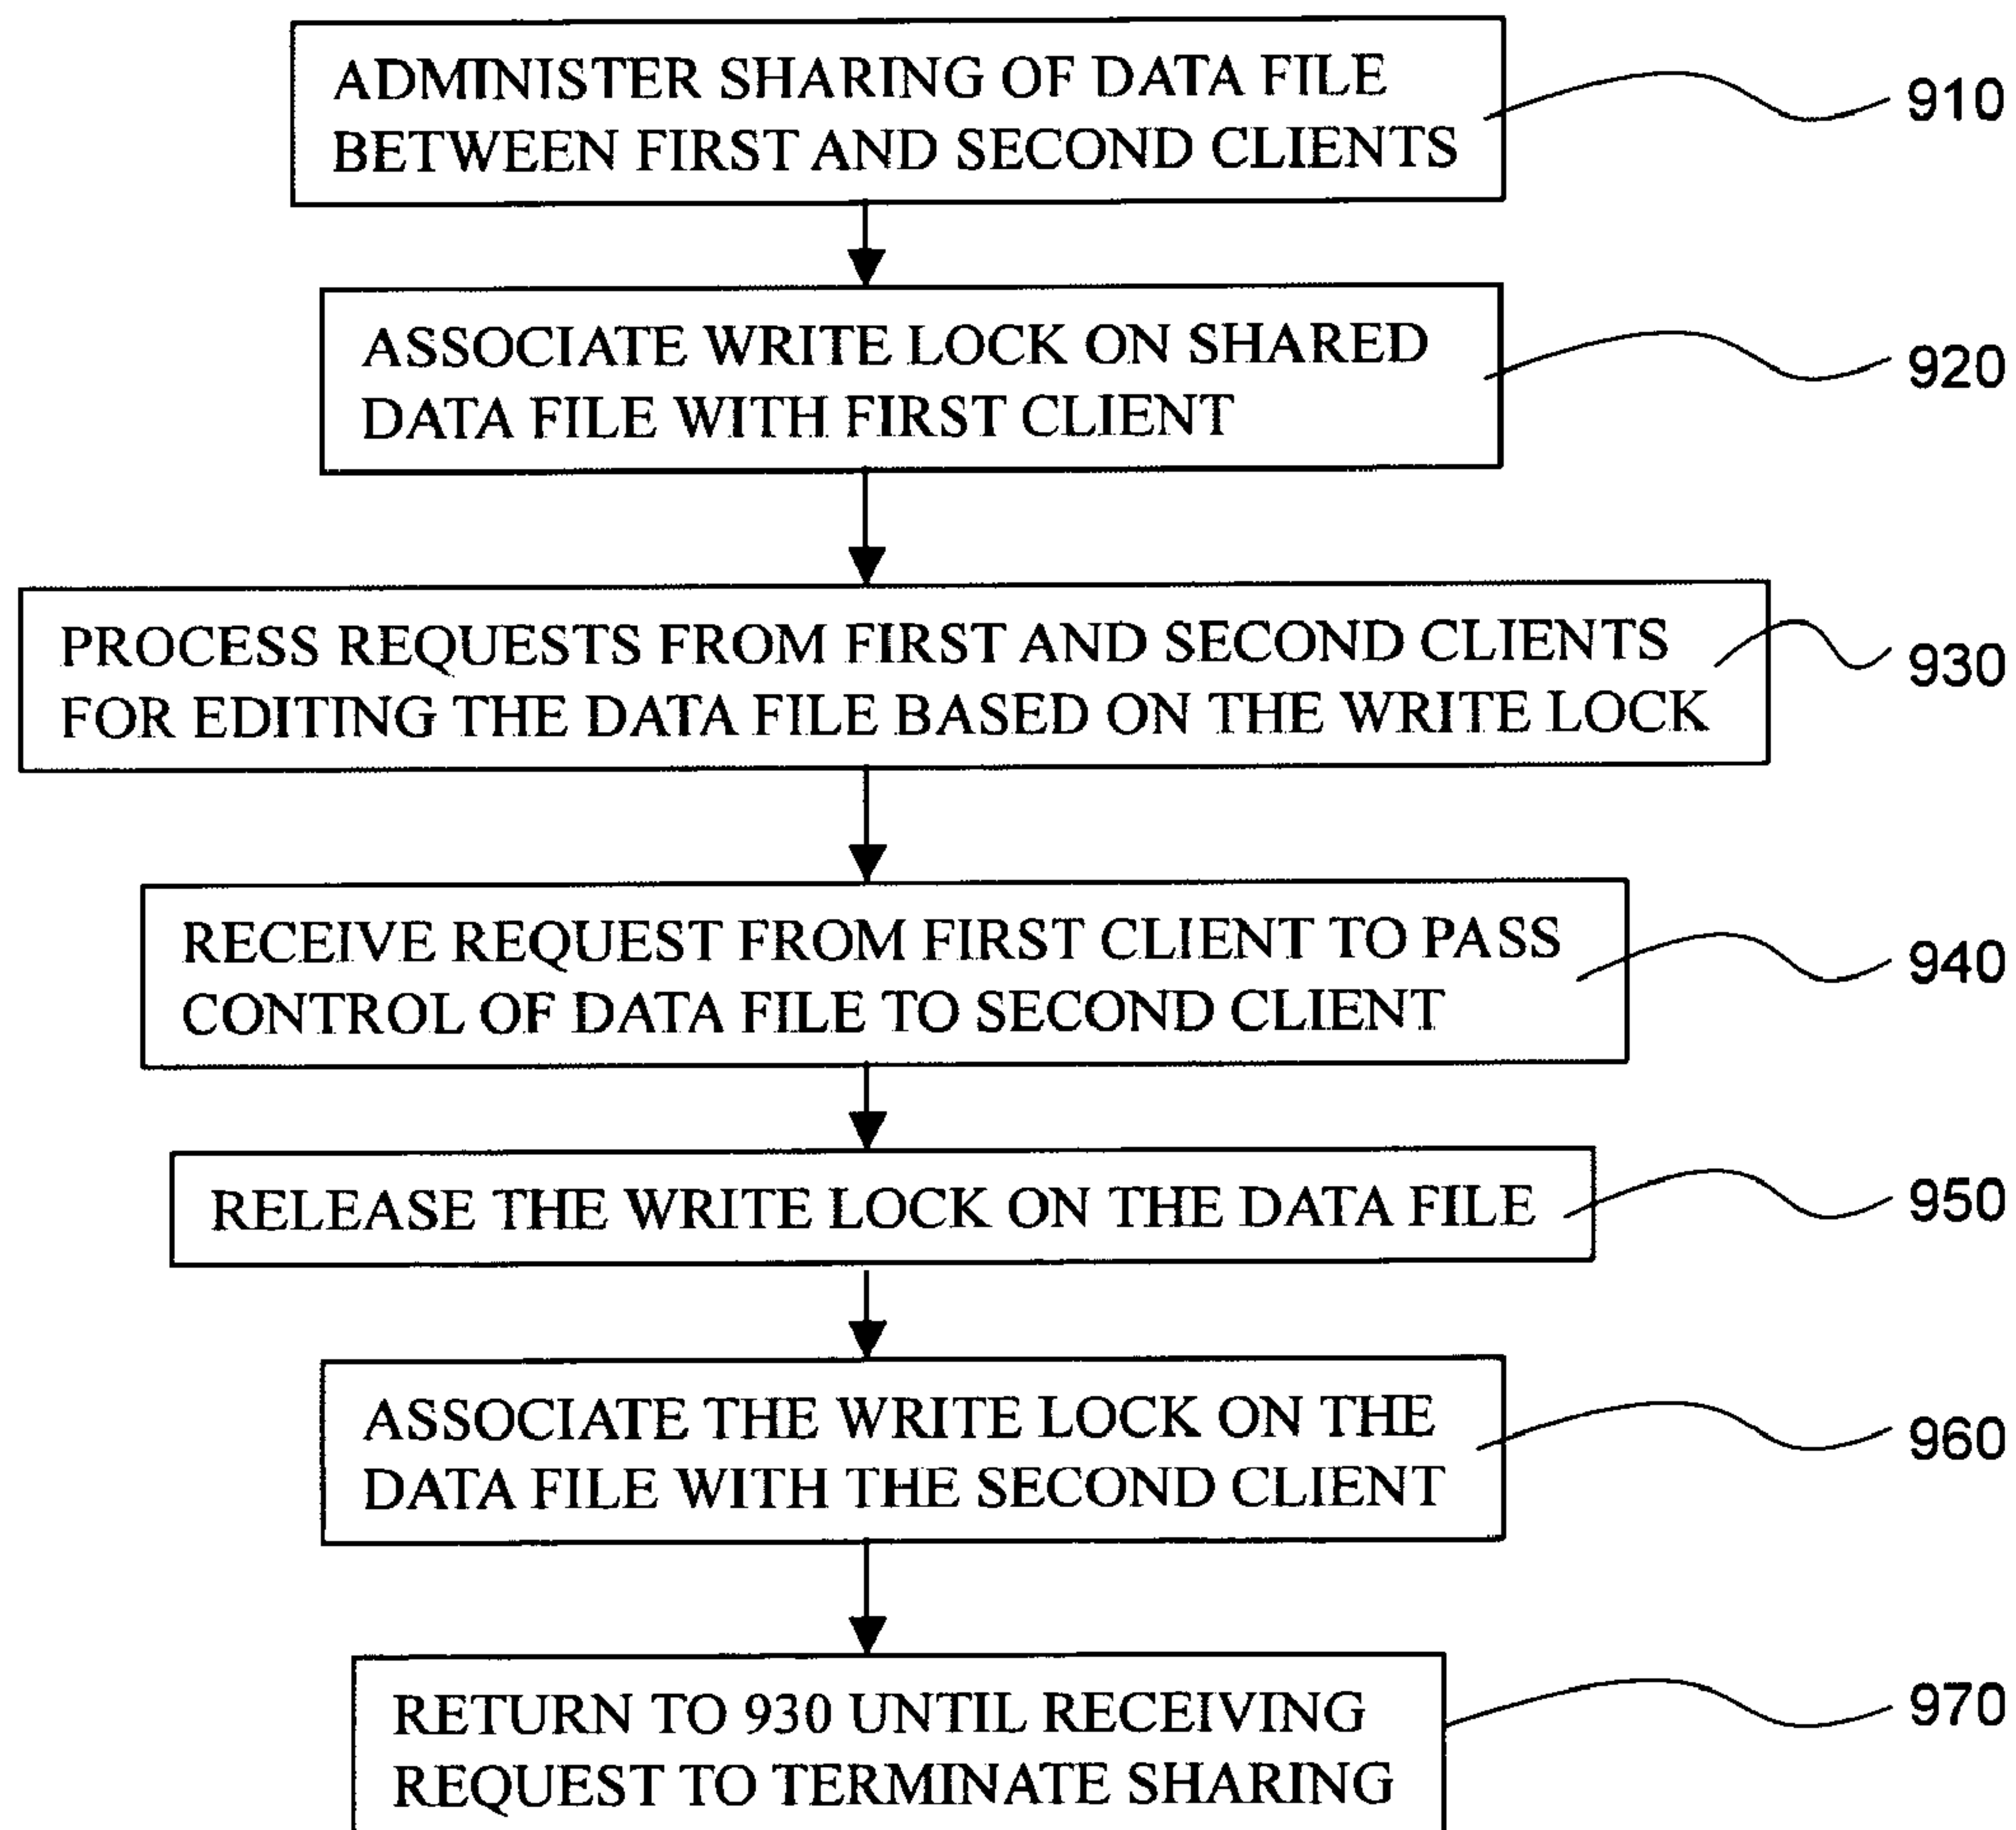 ADMINISTER SHARING OF DATA FILE
BETWEEN FIRST AND SECOND CLIENTS
910
ASSOCIATE WRITE LOCK ON SHARED
DATA FILE WITH FIRST CLIENT
920
PROCESS REQUESTS FROM FIRST AND SECOND CLIENTS
FOR EDITING THE DATA FILE BASED ON THE WRITE LOCK
930
RECEIVE REQUEST FROM FIRST CLIENT TO PASS
CONTROL OF DATA FILE TO SECOND CLIENT
940
RELEASE THE WRITE LOCK ON THE DATA FILE
950
ASSOCIATE THE WRITE LOCK ON THE
DATA FILE WITH THE SECOND CLIENT
960
RETURN TO 930 UNTIL RECEIVING
REQUEST TO TERMINATE SHARING
970